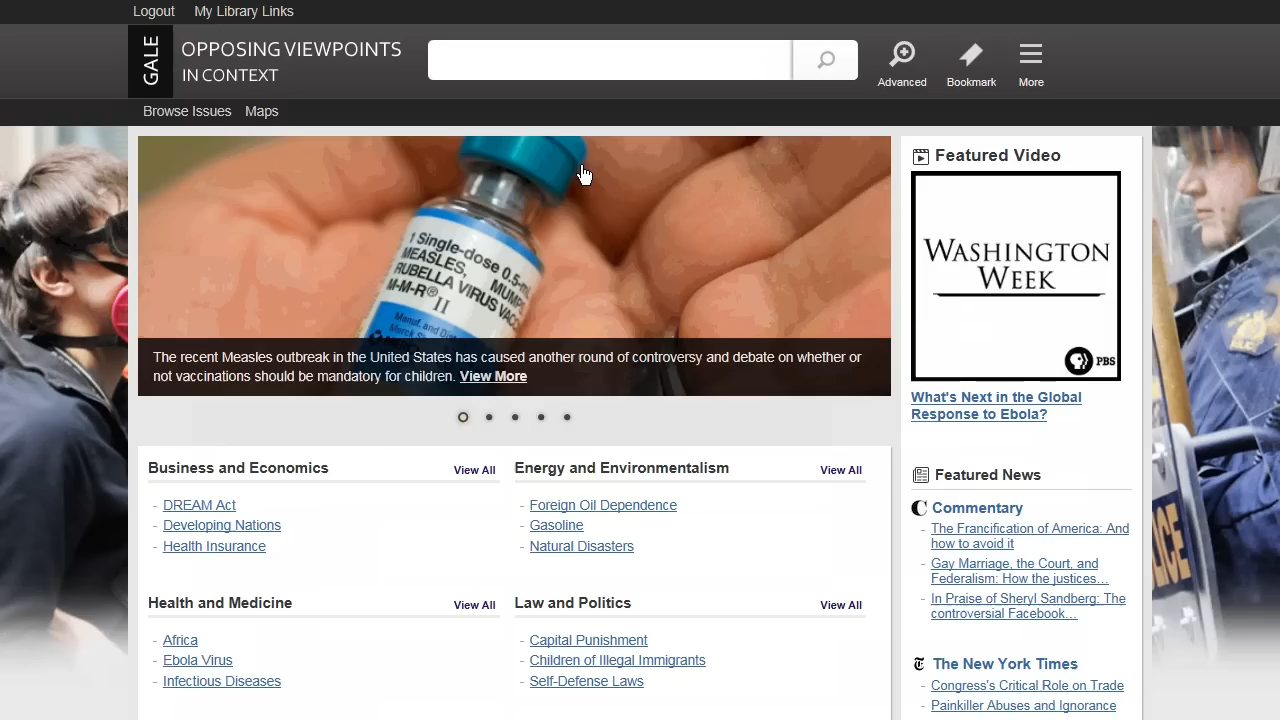 Logout My Library Links
GALE
OPPOSING VIEWPOINTS
IN CONTEXT
Advanced Bookmark More
Browse Issues Maps
1 Single-dose 0.5-m
MEASLES, MUM
RUBELLA VIRUS VAC
M-M-R® II
Manuf. and Dist
Merck
The recent Measles outbreak in the United States has caused another round of controversy and debate on whether or
not vaccinations should be mandatory for children. View More
Business and Economics View All
- DREAM Act
- Developing Nations
- Health Insurance
Energy and Environmentalism View All
- Foreign Oil Dependence
- Gasoline
- Natural Disasters
Health and Medicine View All
- Africa
- Ebola Virus
- Infectious Diseases
Law and Politics View All
- Capital Punishment
- Children of Illegal Immigrants
- Self-Defense Laws
Featured Video
WASHINGTON
WEEK
PBS
What's Next in the Global
Response to Ebola?
Featured News
C Commentary
- The Francification of America: And
how to avoid it
- Gay Marriage, the Court, and
Federalism: How the justices...
- In Praise of Sheryl Sandberg: The
controversial Facebook...
T The New York Times
- Congress's Critical Role on Trade
- Painkiller Abuses and Ignorance
LICE